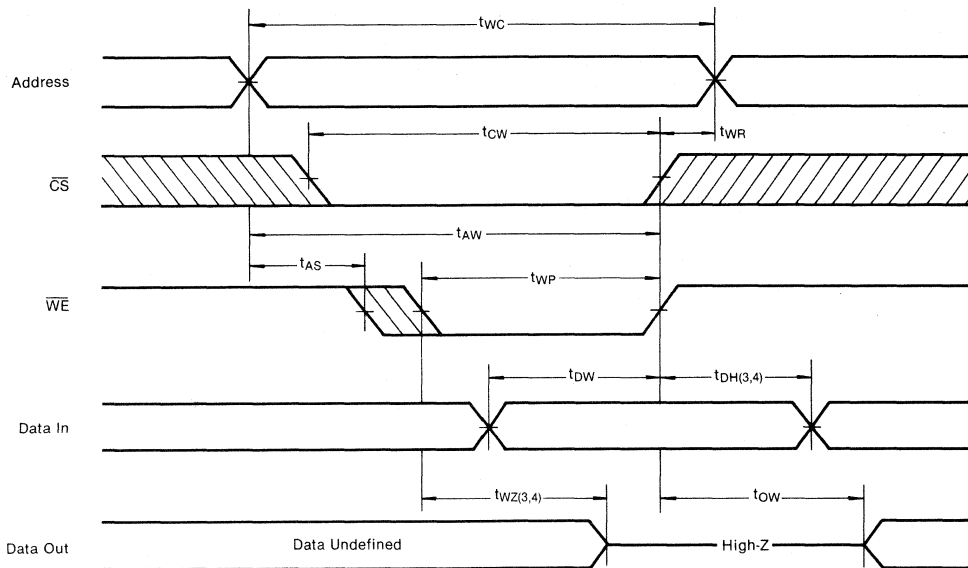 tWC
Address
tCW
tWR
CS
tAW
tAS
tWP
WE
tDW
tDH(3,4)
Data In
tWZ(3,4)
tOW
Data Out
Data Undefined
High-Z